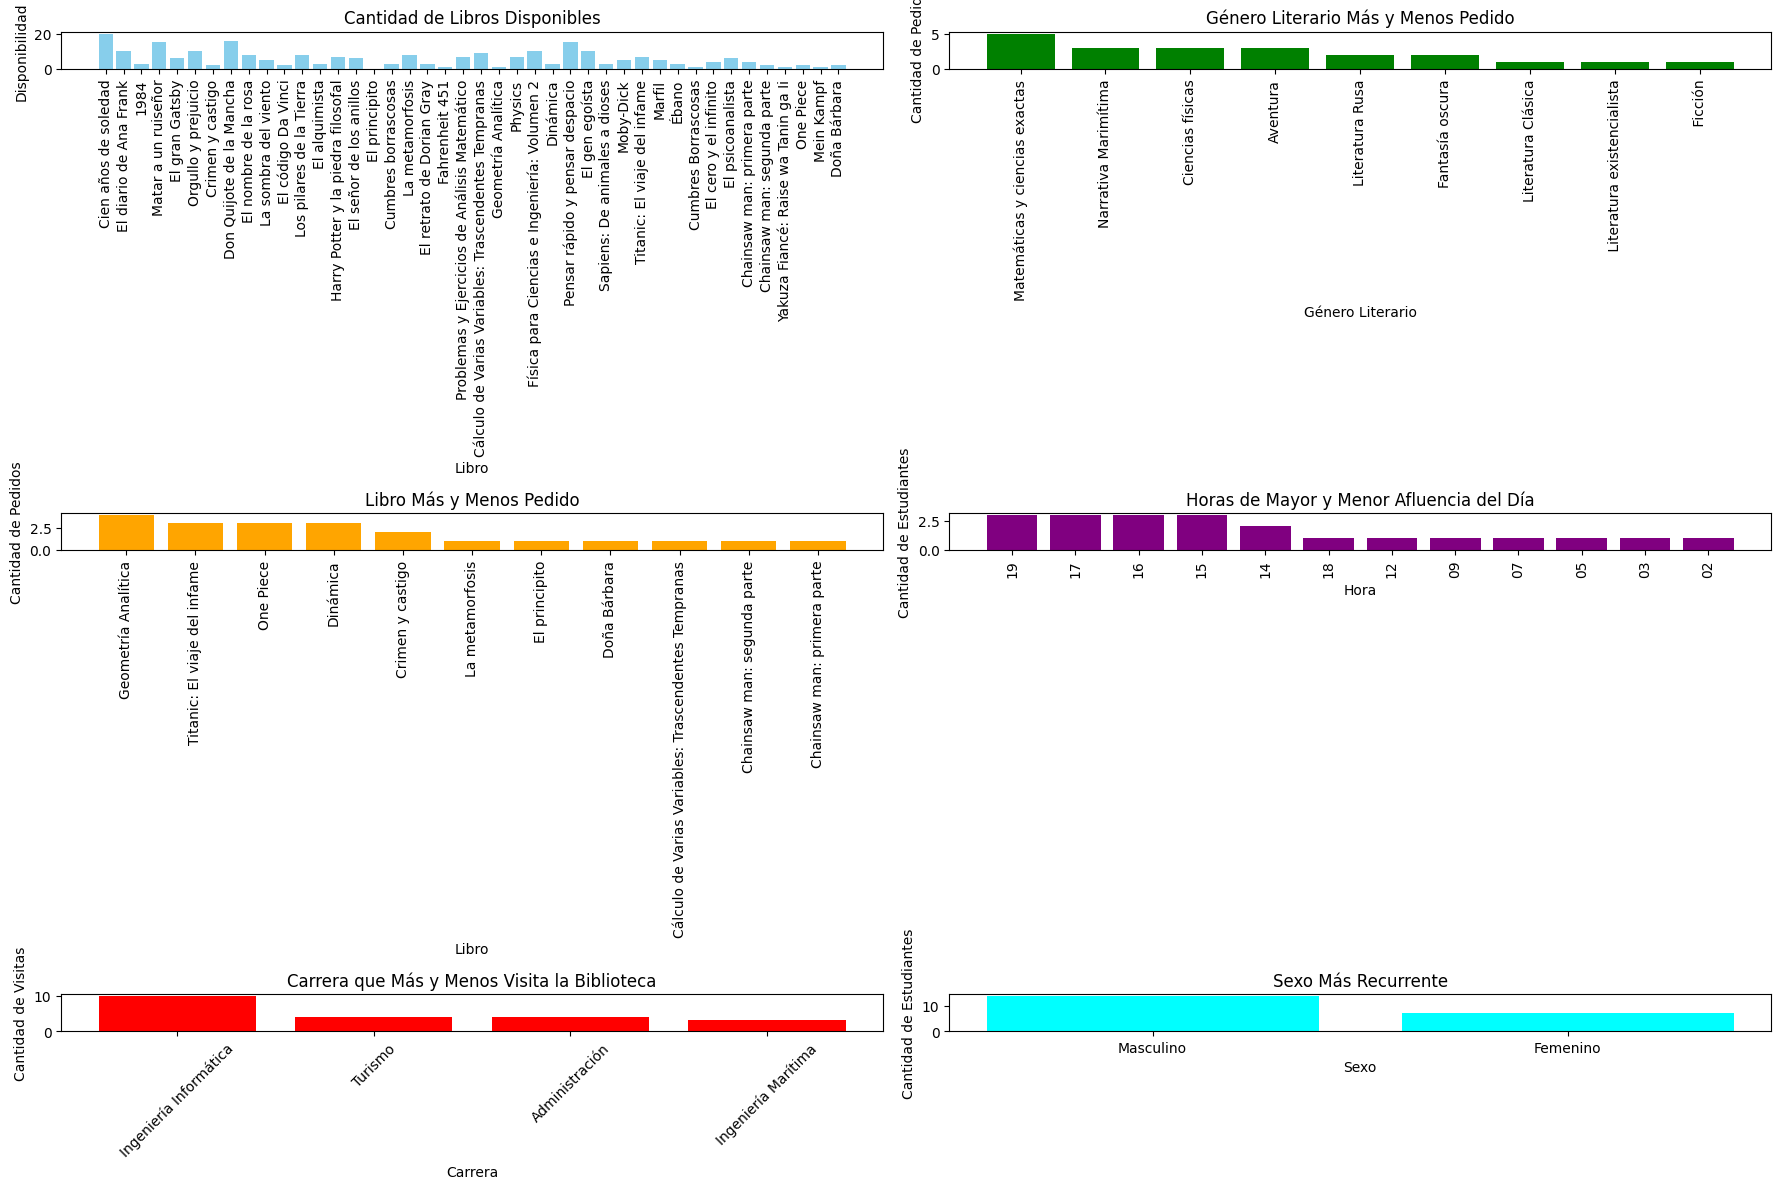 Cantidad de Libros Disponibles
Disponibilidad
20
0
Cien años de soledad
El diario de Ana Frank
1984
Matar a un ruiseñor
El gran Gatsby
Orgullo y prejuicio
Crimen y castigo
Don Quijote de la Mancha
El nombre de la rosa
La sombra del viento
El código Da Vinci
Los pilares de la Tierra
El alquimista
Harry Potter y la piedra filosofal
El señor de los anillos
El principito
Cumbres borrascosas
La metamorfosis
El retrato de Dorian Gray
Fahrenheit 451
Problemas y Ejercicios de Análisis Matemático
Cálculo de Varias Variables: Trascendentes Tempranas
Geometría Analítica
Physics
Física para Ciencias e Ingeniería: Volumen 2
Dinámica
Pensar rápido y pensar despacio
El gen egoísta
Sapiens: De animales a dioses
Moby-Dick
Titanic: El viaje del infame
Marfil
Ébano
Cumbres Borrascosas
El cero y el infinito
El psicoanalista
Chainsaw man: primera parte
Chainsaw man: segunda parte
Yakuza Fiancé: Raise wa Tanin ga Ii
One Piece
Mein Kampf
Doña Bárbara
Libro
Género Literario Más y Menos Pedido
Cantidad de Pedid
5
0
Matemáticas y ciencias exactas
Narrativa Marimítima
Ciencias físicas
Aventura
Literatura Rusa
Fantasía oscura
Literatura Clásica
Literatura existencialista
Ficción
Género Literario
Libro Más y Menos Pedido
Cantidad de Pedidos
2.5
0.0
Geometría Analítica
Titanic: El viaje del infame
One Piece
Dinámica
Crimen y castigo
La metamorfosis
El principito
Doña Bárbara
Cálculo de Varias Variables: Trascendentes Tempranas
Chainsaw man: segunda parte
Chainsaw man: primera parte
Libro
Horas de Mayor y Menor Afluencia del Día
Cantidad de Estudiantes
2.5
0.0
19
17
16
15
14
18
12
09
07
05
03
02
Hora
Carrera que Más y Menos Visita la Biblioteca
Cantidad de Visitas
10
0
Ingeniería Informática
Turismo
Administración
Ingeniería Marítima
Carrera
Sexo Más Recurrente
Cantidad de Estudiantes
10
0
Masculino
Femenino
Sexo